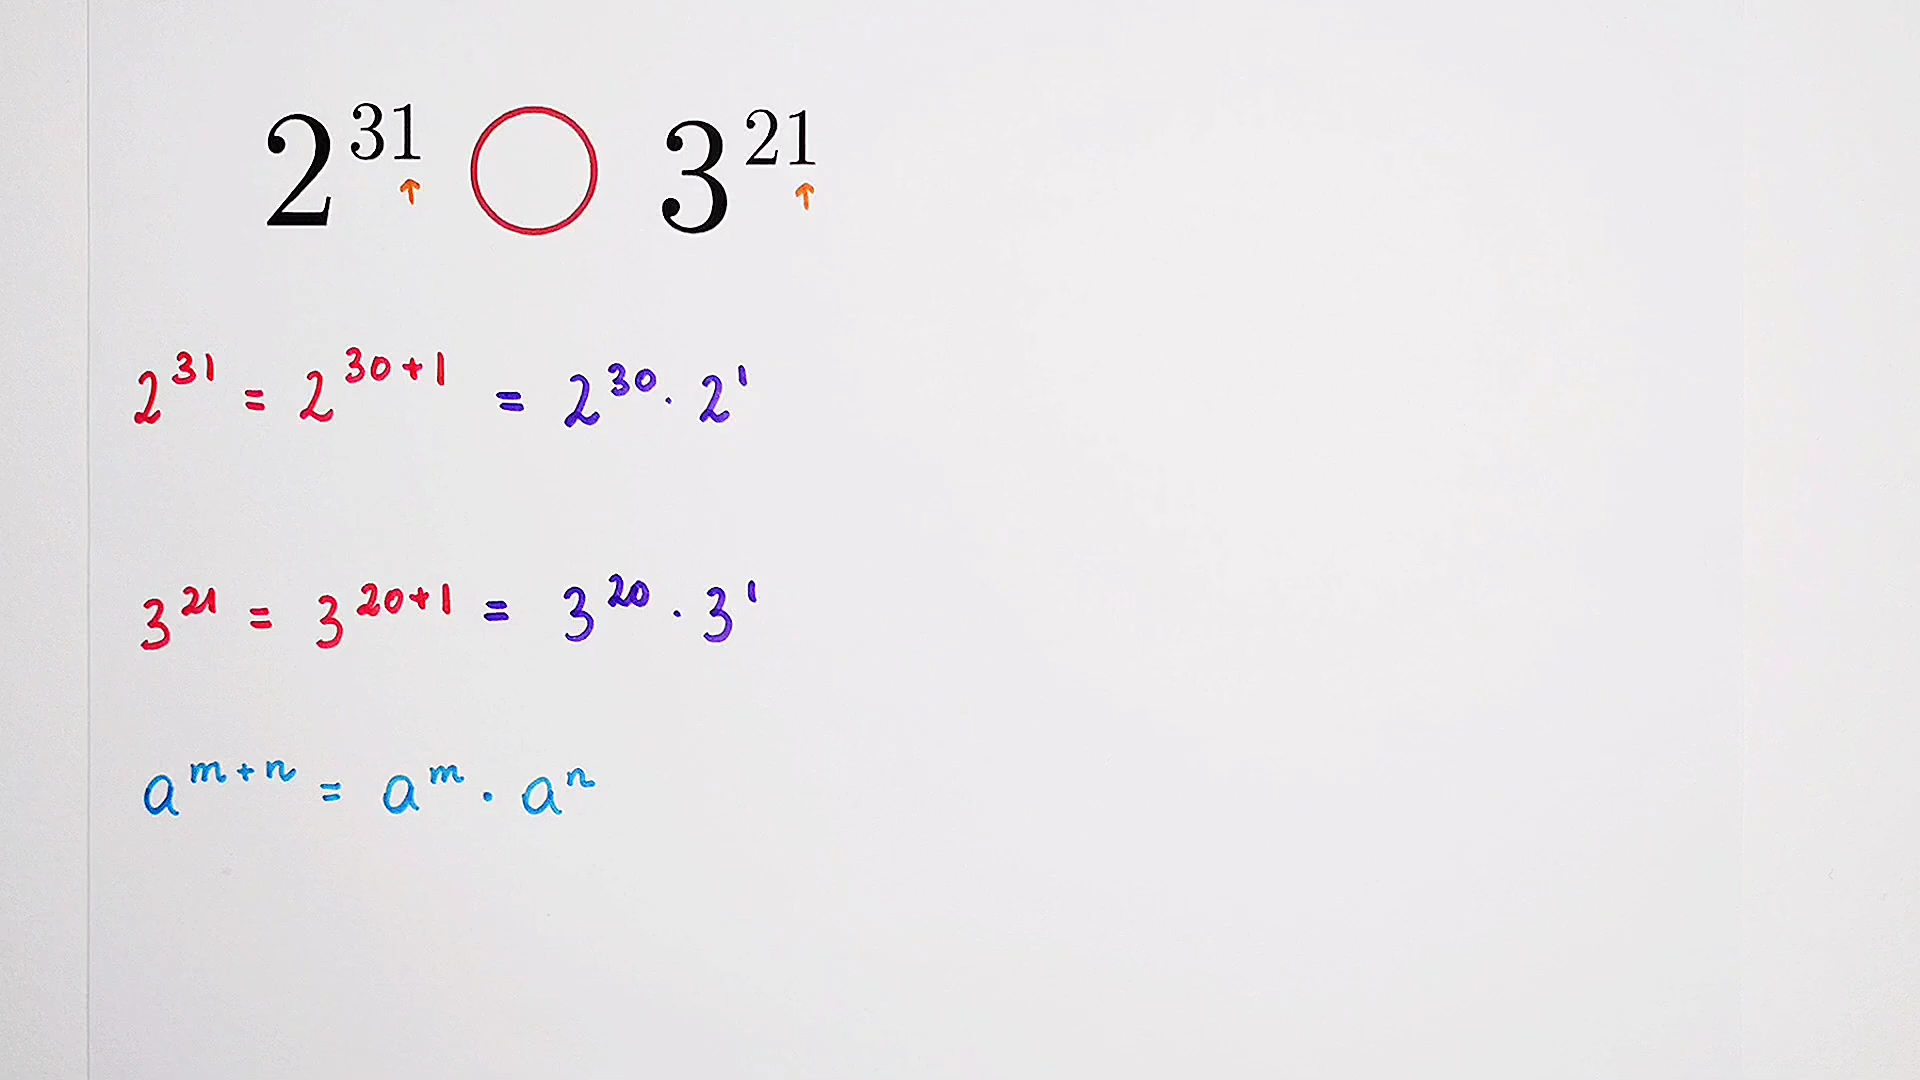 2^31 ○ 3^21
↑ ↑
2^31 = 2^30+1 = 2^30 · 2^1
3^21 = 3^20+1 = 3^20 · 3^1
a^m+n = a^m · a^n